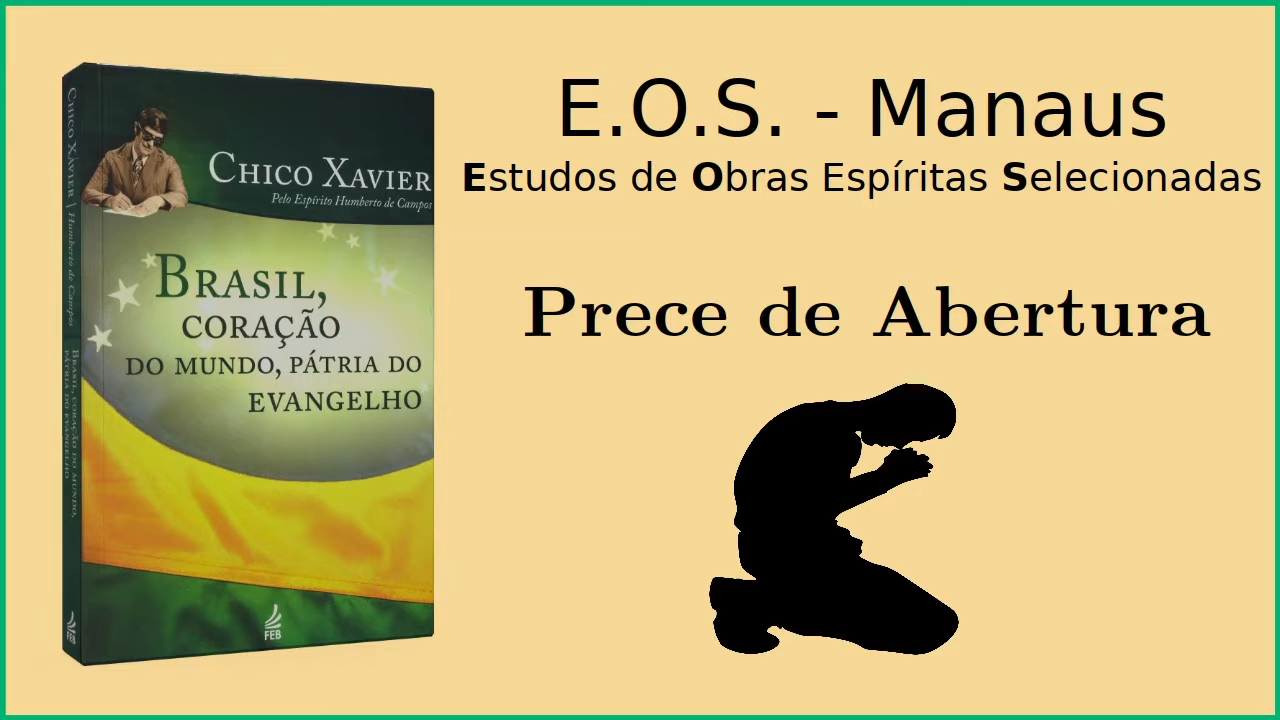 E.O.S. - Manaus
Estudos de Obras Espíritas Selecionadas
Prece de Abertura
CHICO XAVIER
Pelo Espírito Humberto de Campos
BRASIL,
CORAÇÃO
DO MUNDO, PÁTRIA DO
EVANGELHO
FEB
CHICO XAVIER | Humberto de Campos
BRASIL, CORAÇÃO DO MUNDO,
PÁTRIA DO EVANGELHO
FEB